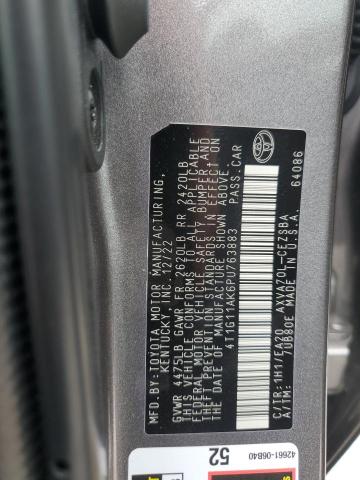 MFD. BY: TOYOTA MOTOR MANUFACTURING,
KENTUCKY, INC. 12/22
GVWR 4475LB GAWR FR 2620LB RR 2420LB
THIS VEHICLE CONFORMS TO ALL APPLICABLE
FEDERAL MOTOR VEHICLE SAFETY, BUMPER, AND
THEFT PREVENTION STANDARDS IN EFFECT ON
THE DATE OF MANUFACTURE SHOWN ABOVE.
4T1G11AK6PU763883 PASS.CAR
C/TR: 1H1/EA20 AXVA70L-CEZSBA
A/TM: 7DB80E MADE IN U.S.A. 64086
42661-06B40
52